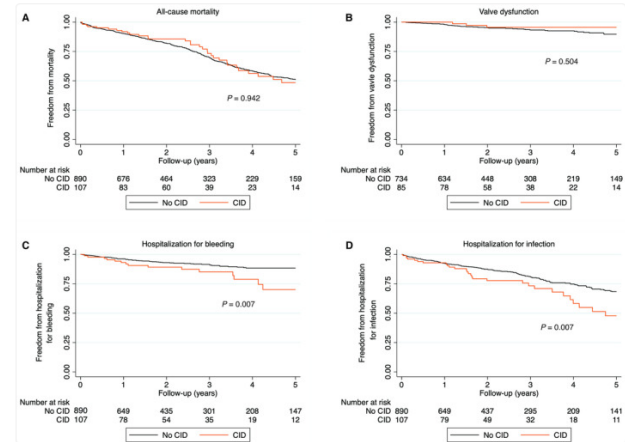 A
All-cause mortality
Freedom from mortality
1.00
0.75
0.50
0.25
0.00
P = 0.942
0 1 2 3 4 5
Follow-up (years)
Number at risk
No CID 890 676 464 323 229 159
CID 107 83 60 39 23 14
No CID CID
B
Valve dysfunction
Freedom from vavle dysfunction
1.00
0.75
0.50
0.25
0.00
P = 0.504
0 1 2 3 4 5
Follow-up (years)
Number at risk
No CID 734 634 448 308 219 149
CID 85 78 58 38 22 14
No CID CID
C
Hospitalization for bleeding
Freedom from hospitalization
for bleeding
1.00
0.75
0.50
0.25
0.00
P = 0.007
0 1 2 3 4 5
Follow-up (years)
Number at risk
No CID 890 649 435 301 208 147
CID 107 78 54 35 19 12
No CID CID
D
Hospitalization for infection
Freedom from hospitalization
for infection
1.00
0.75
0.50
0.25
0.00
P = 0.007
0 1 2 3 4 5
Follow-up (years)
Number at risk
No CID 890 649 437 295 209 141
CID 107 79 49 32 18 11
No CID CID